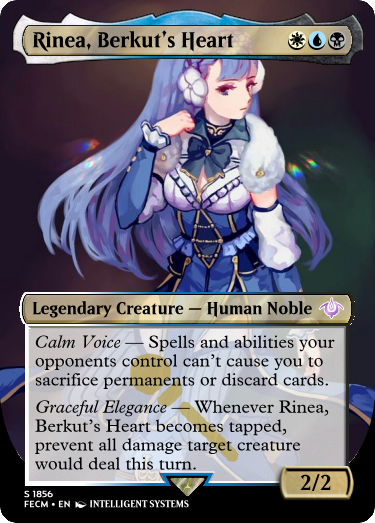 Rinea, Berkut's Heart
Legendary Creature — Human Noble
Calm Voice — Spells and abilities your
opponents control can't cause you to
sacrifice permanents or discard cards.
Graceful Elegance — Whenever Rinea,
Berkut's Heart becomes tapped,
prevent all damage target creature
would deal this turn.
2/2
S 1856
FECM • EN INTELLIGENT SYSTEMS